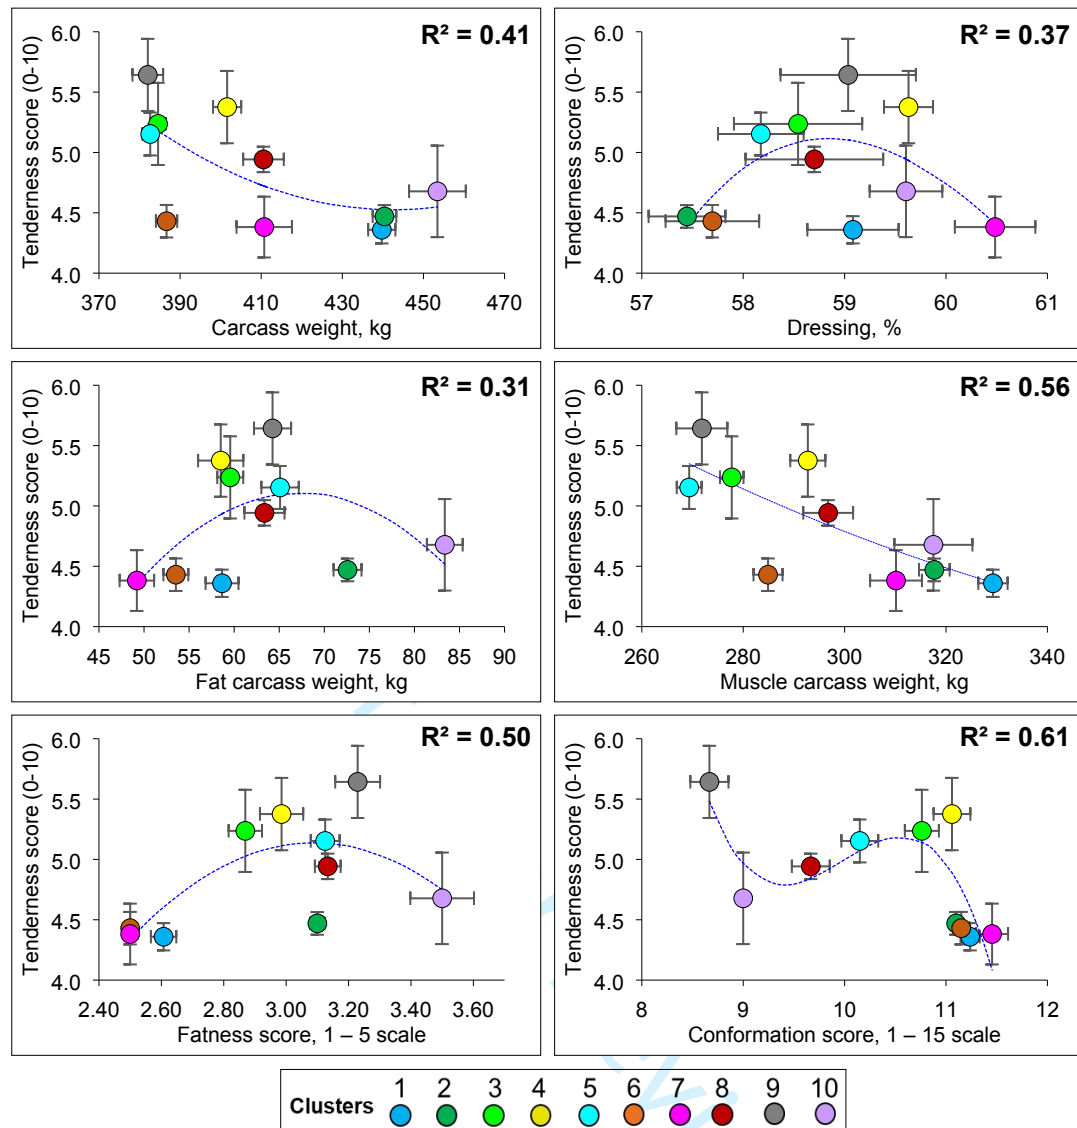 R² = 0.41
Tenderness score (0-10)
6.0
5.5
5.0
4.5
4.0
370 390 410 430 450 470
Carcass weight, kg
R² = 0.37
Tenderness score (0-10)
6.0
5.5
5.0
4.5
4.0
57 58 59 60 61
Dressing, %
R² = 0.31
Tenderness score (0-10)
6.0
5.5
5.0
4.5
4.0
45 50 55 60 65 70 75 80 85 90
Fat carcass weight, kg
R² = 0.56
Tenderness score (0-10)
6.0
5.5
5.0
4.5
4.0
260 280 300 320 340
Muscle carcass weight, kg
R² = 0.50
Tenderness score (0-10)
6.0
5.5
5.0
4.5
4.0
2.40 2.60 2.80 3.00 3.20 3.40 3.60
Fatness score, 1 – 5 scale
R² = 0.61
Tenderness score (0-10)
6.0
5.5
5.0
4.5
4.0
8 9 10 11 12
Conformation score, 1 – 15 scale
Clusters 1 2 3 4 5 6 7 8 9 10